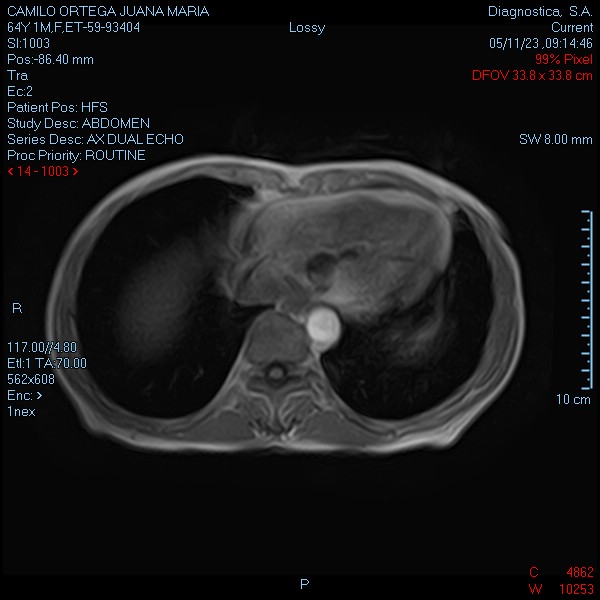 CAMILO ORTEGA JUANA MARIA
64Y 1M,F,ET-59-93404
SI:1003
Pos:-86.40 mm
Tra
Ec:2
Patient Pos: HFS
Study Desc: ABDOMEN
Series Desc: AX DUAL ECHO
Proc Priority: ROUTINE
< 14 - 1003 >
Lossy
Diagnostica, S.A.
Current
05/11/23 ,09:14:46
99% Pixel
DFOV 33.8 x 33.8 cm
SW 8.00 mm
R
117.00//4.80
Etl:1 TA:70.00
562x608
Enc: >
1nex
10 cm
P
C 4862
W 10253